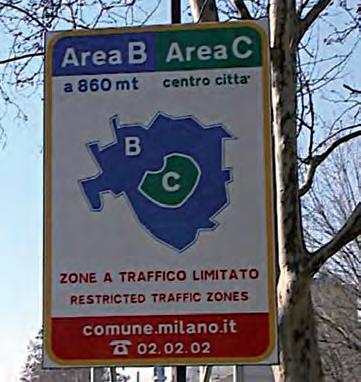 Area B Area C
a 860 mt centro citta'
B
C
ZONE A TRAFFICO LIMITATO
RESTRICTED TRAFFIC ZONES
comune.milano.it
☎ 02.02.02